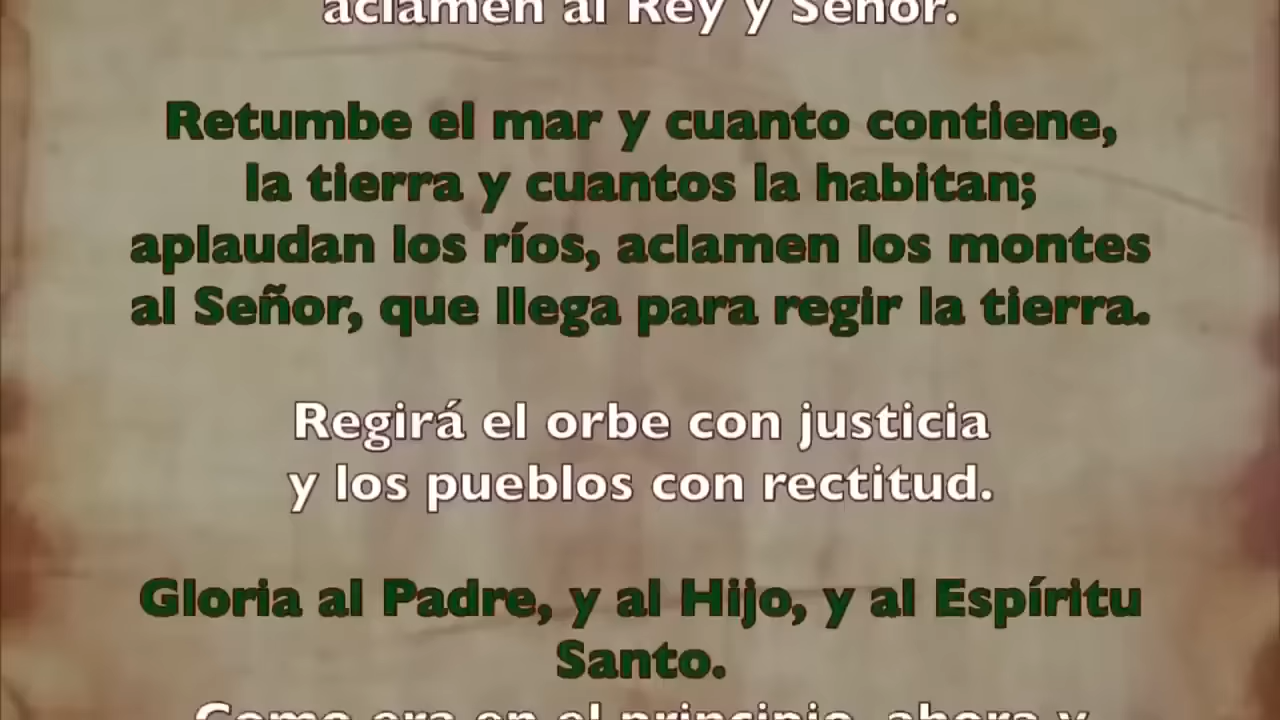 aclamen al Rey y Señor.
Retumbe el mar y cuanto contiene,
la tierra y cuantos la habitan;
aplaudan los ríos, aclamen los montes
al Señor, que llega para regir la tierra.
Regirá el orbe con justicia
y los pueblos con rectitud.
Gloria al Padre, y al Hijo, y al Espíritu
Santo.
Como era en el principio, ahora y